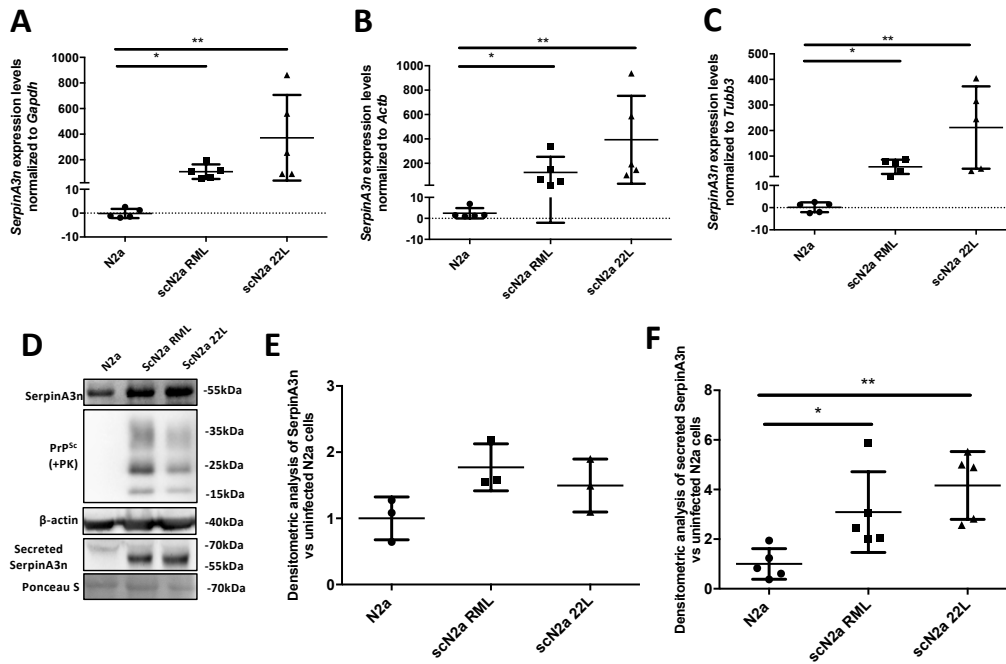 A
SerpinA3n expression levels
normalized to Gapdh
1000
800
600
400
200
10
0
-10
*
**
N2a
scN2a RML
scN2a 22L
B
SerpinA3n expression levels
normalized to Actb
1000
800
600
400
200
10
0
-10
*
**
N2a
scN2a RML
scN2a 22L
C
SerpinA3n expression levels
normalized to Tubb3
500
400
300
200
100
10
0
-10
*
**
N2a
scN2a RML
scN2a 22L
D
N2a
ScN2a RML
ScN2a 22L
SerpinA3n
-55kDa
PrPSc
(+PK)
-35kDa
-25kDa
-15kDa
β-actin
-40kDa
Secreted
SerpinA3n
-70kDa
-55kDa
Ponceau S
-70kDa
E
Densitometric analysis of SerpinA3n
vs uninfected N2a cells
3
2
1
0
N2a
scN2a RML
scN2a 22L
F
Densitometric analysis of secreted SerpinA3n
vs uninfected N2a cells
8
6
4
2
0
*
**
N2a
scN2a RML
scN2a 22L